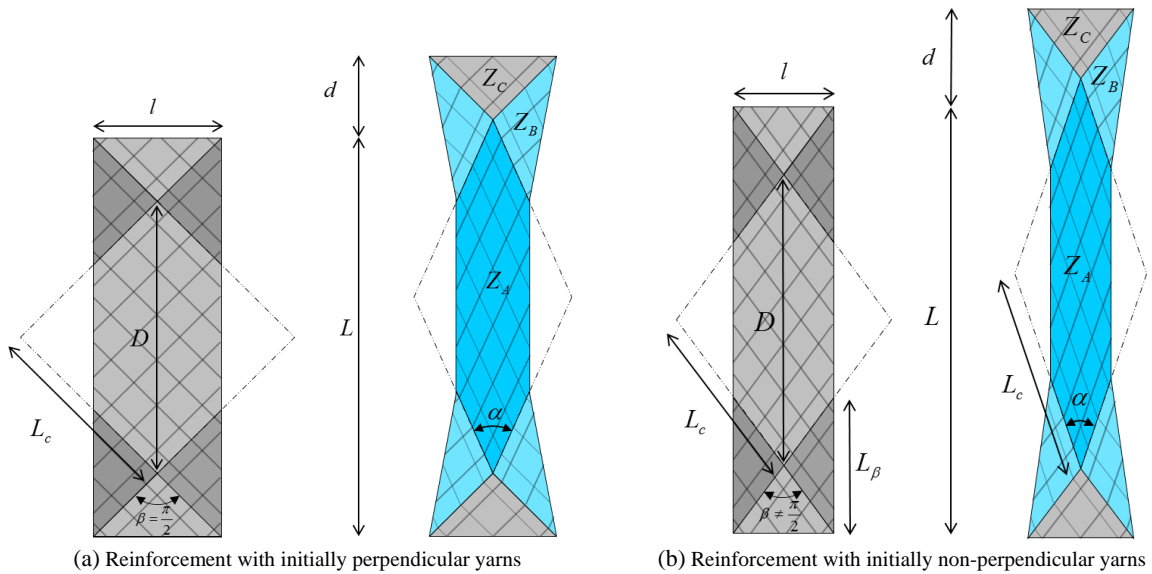 l
D
L_c
β = π/2
d
L
Z_C
Z_B
Z_A
α
(a) Reinforcement with initially perpendicular yarns
l
D
L_c
L_β
β ≠ π/2
d
L
Z_C
Z_B
Z_A
L_c
α
(b) Reinforcement with initially non-perpendicular yarns